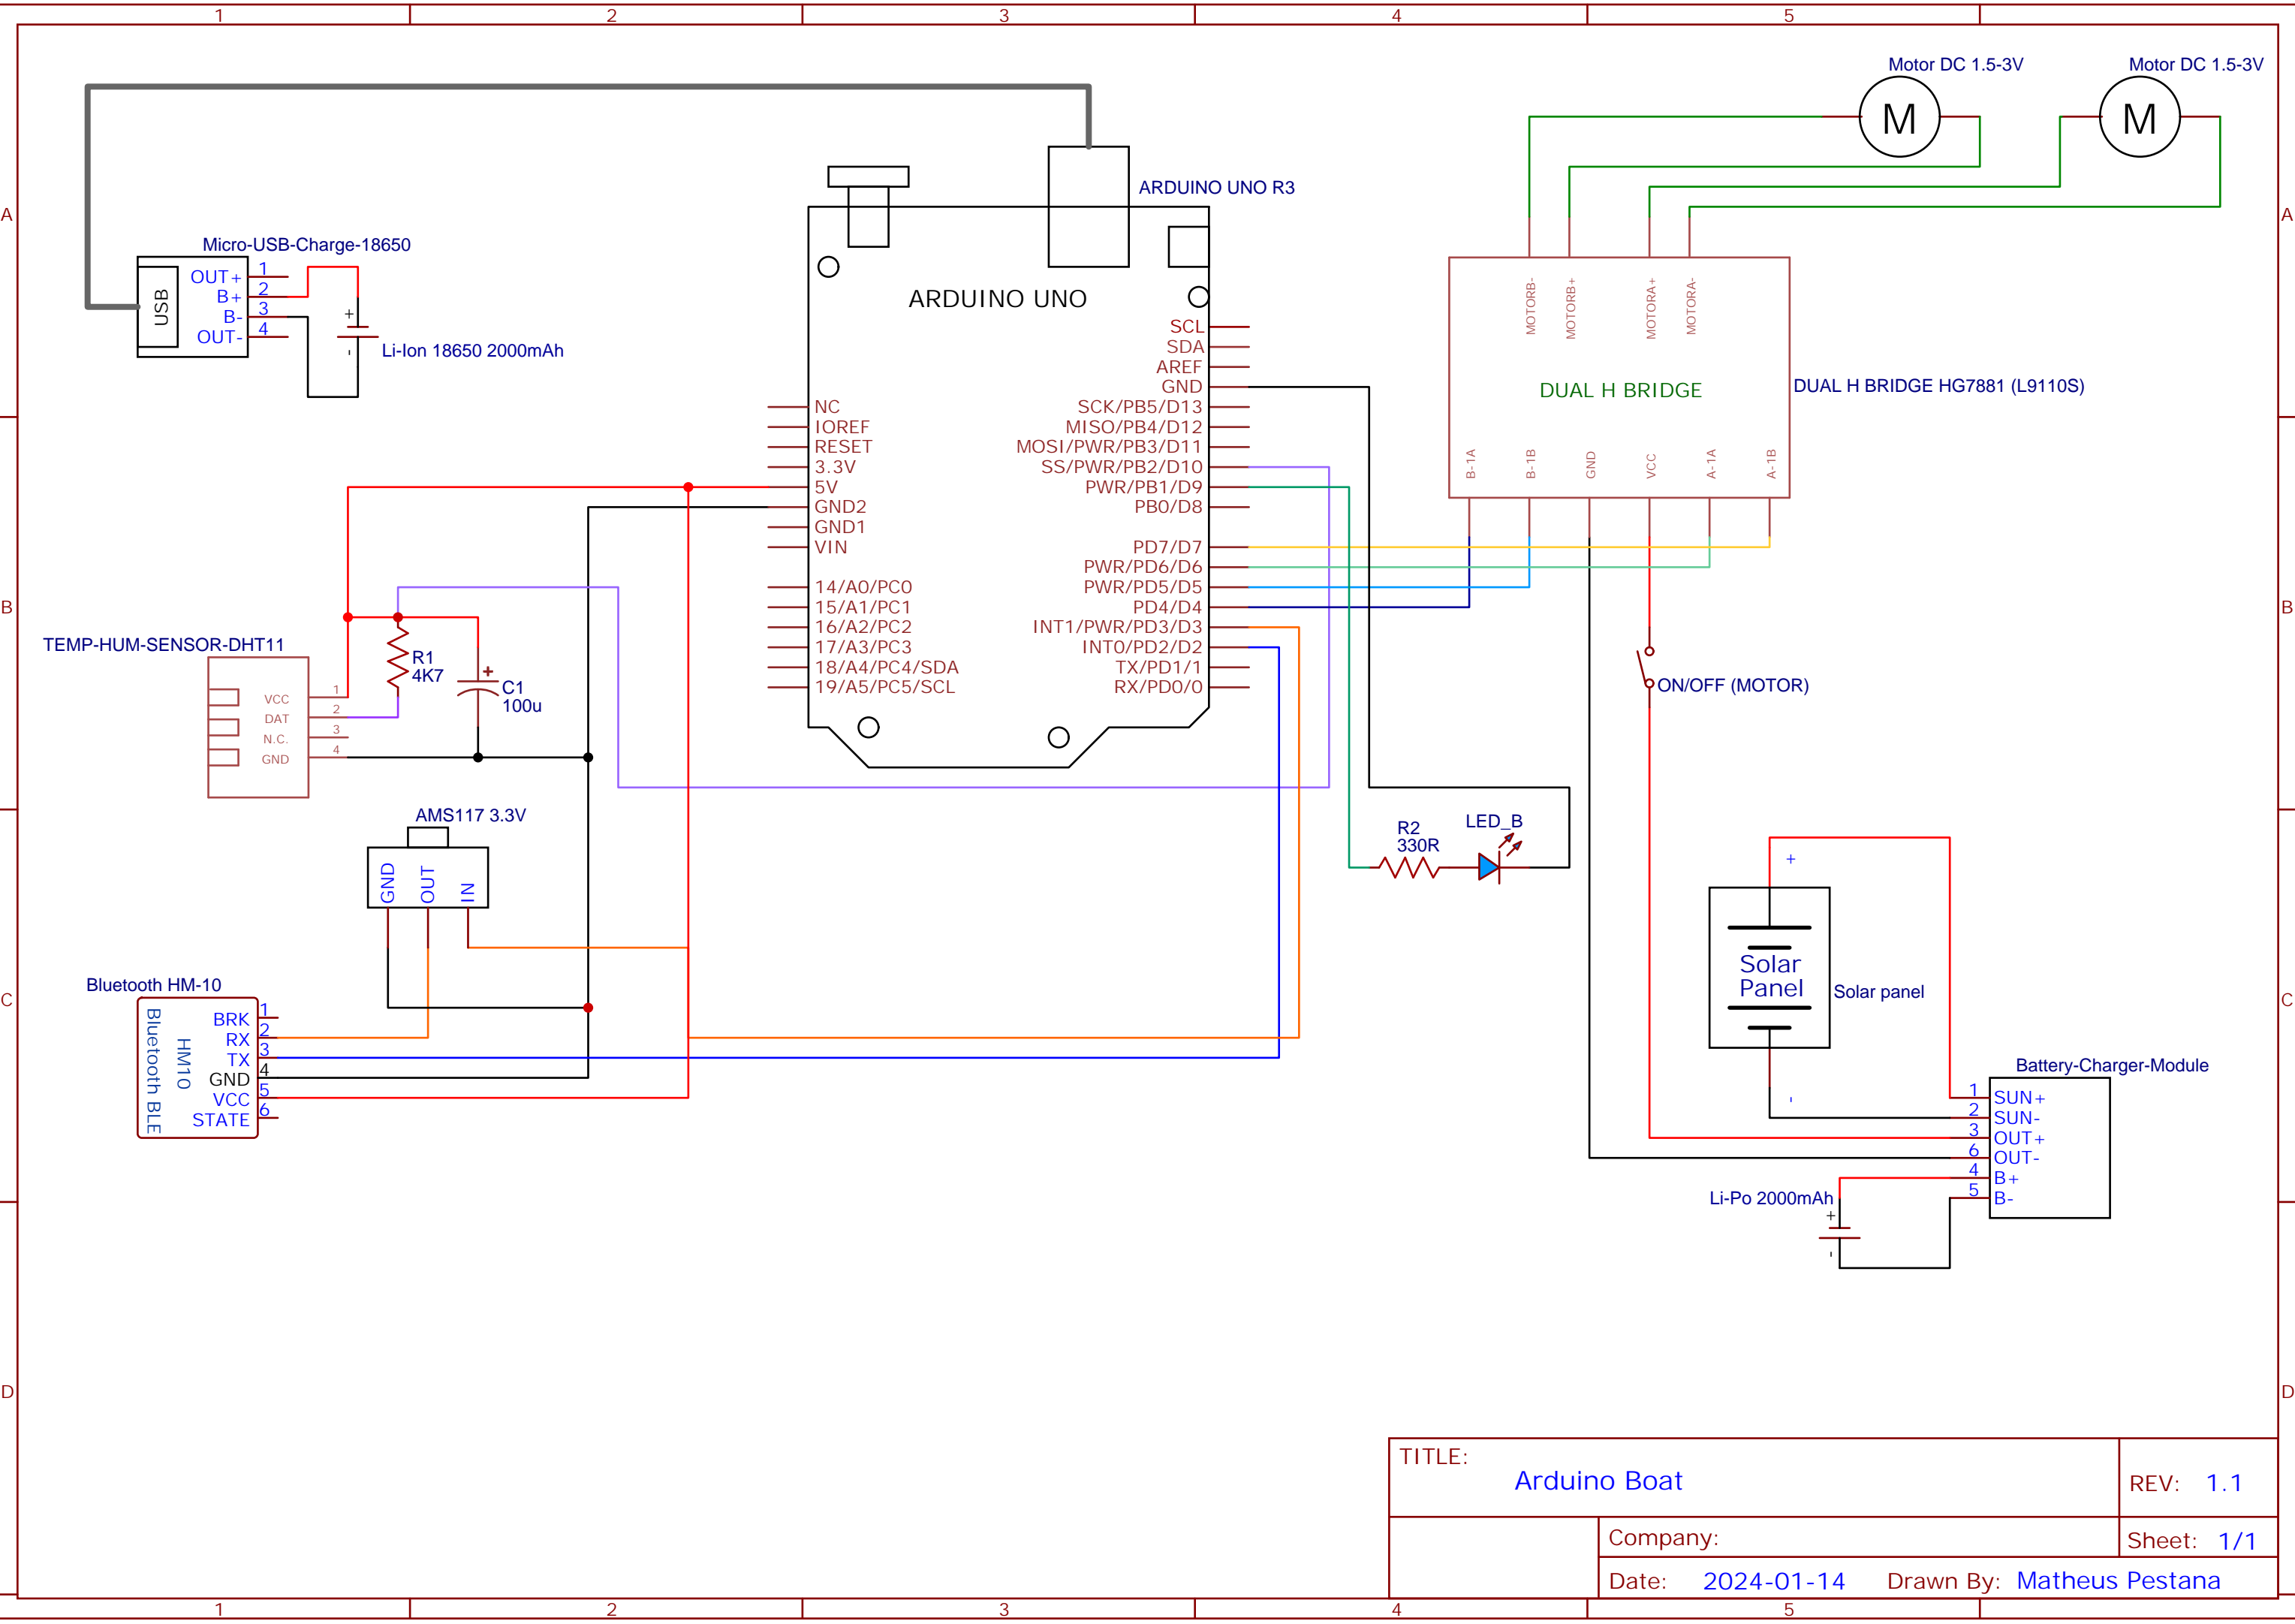 1 2 3 4 5
A
B
C
D
A
B
C
D
1 2 3 4 5
Motor DC 1.5-3V
M
Motor DC 1.5-3V
M
ARDUINO UNO R3
ARDUINO UNO
NC
IOREF
RESET
3.3V
5V
GND2
GND1
VIN
14/A0/PC0
15/A1/PC1
16/A2/PC2
17/A3/PC3
18/A4/PC4/SDA
19/A5/PC5/SCL
SCL
SDA
AREF
GND
SCK/PB5/D13
MISO/PB4/D12
MOSI/PWR/PB3/D11
SS/PWR/PB2/D10
PWR/PB1/D9
PB0/D8
PD7/D7
PWR/PD6/D6
PWR/PD5/D5
PD4/D4
INT1/PWR/PD3/D3
INT0/PD2/D2
TX/PD1/1
RX/PD0/0
Micro-USB-Charge-18650
USB
OUT+ 1
B+ 2
B- 3
OUT- 4
+
-
Li-Ion 18650 2000mAh
MOTORB-
MOTORB+
MOTORA+
MOTORA-
DUAL H BRIDGE
DUAL H BRIDGE HG7881 (L9110S)
B-1A
B-1B
GND
VCC
A-1A
A-1B
TEMP-HUM-SENSOR-DHT11
VCC 1
DAT 2
N.C. 3
GND 4
R1
4K7
+
C1
100u
AMS117 3.3V
GND
OUT
IN
Bluetooth HM-10
Bluetooth BLE
HM10
BRK 1
RX 2
TX 3
GND 4
VCC 5
STATE 6
ON/OFF (MOTOR)
R2
330R
LED_B
+
Solar
Panel
-
Solar panel
Battery-Charger-Module
1 SUN+
2 SUN-
3 OUT+
6 OUT-
4 B+
5 B-
Li-Po 2000mAh
+
-
TITLE:
Arduino Boat
REV: 1.1
Company:
Sheet: 1/1
Date: 2024-01-14
Drawn By: Matheus Pestana